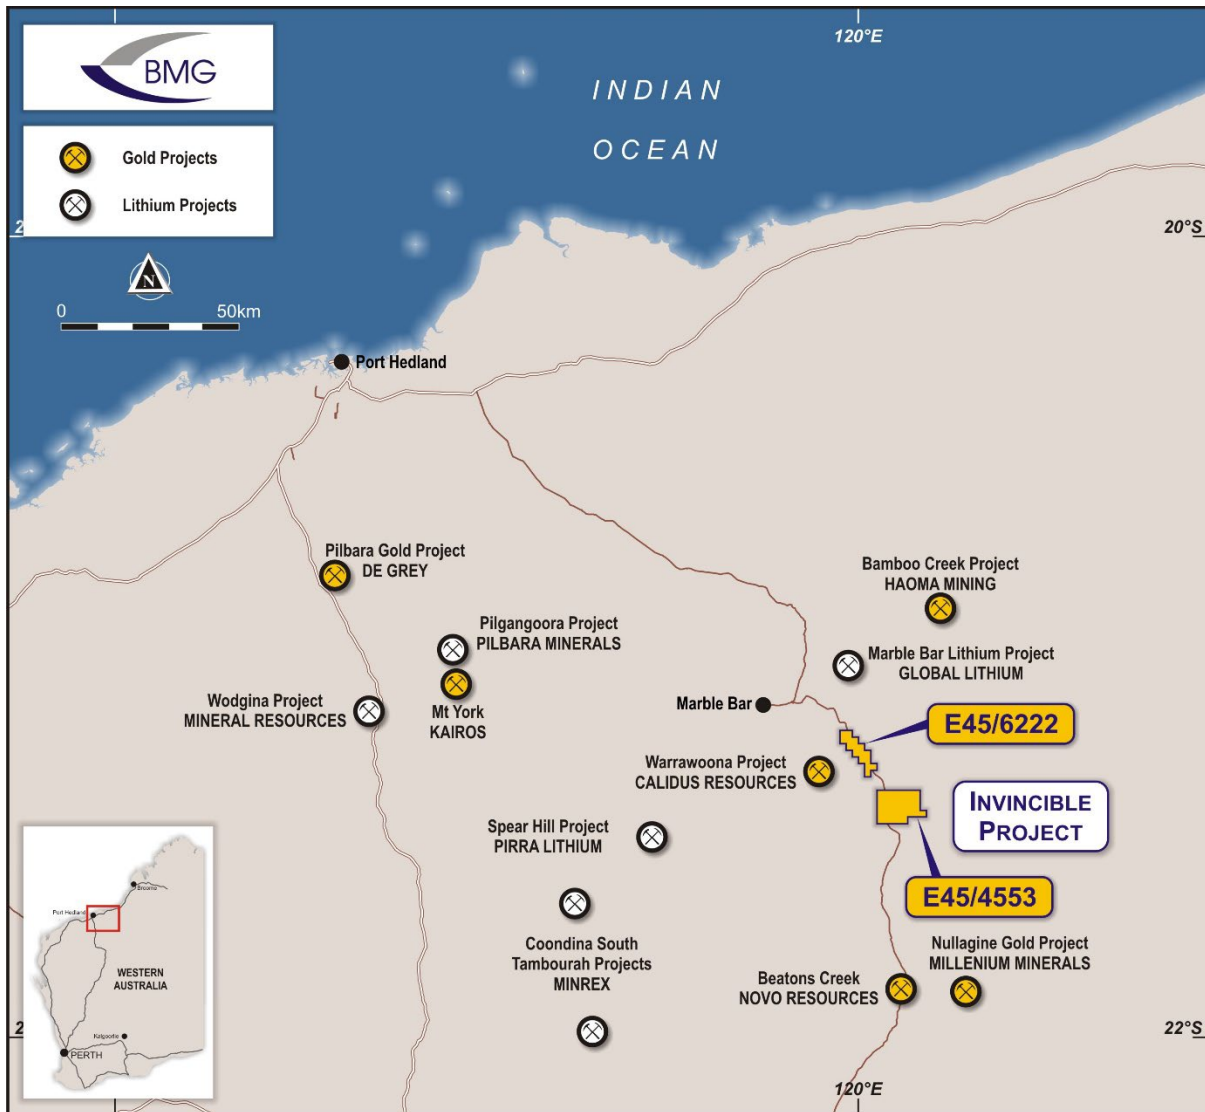 BMG
Gold Projects
Lithium Projects
N
0 50km
120°E
INDIAN
OCEAN
20°S
Port Hedland
Pilbara Gold Project
DE GREY
Bamboo Creek Project
HAOMA MINING
Pilgangoora Project
PILBARA MINERALS
Marble Bar Lithium Project
GLOBAL LITHIUM
Wodgina Project
MINERAL RESOURCES
Mt York
KAIROS
Marble Bar
E45/6222
Warrawoona Project
CALIDUS RESOURCES
INVINCIBLE
PROJECT
Spear Hill Project
PIRRA LITHIUM
E45/4553
Coondina South
Tambourah Projects
MINREX
Nullagine Gold Project
MILLENIUM MINERALS
Beatons Creek
NOVO RESOURCES
22°S
120°E
Broome
Port Hedland
WESTERN
AUSTRALIA
Kalgoorlie
PERTH